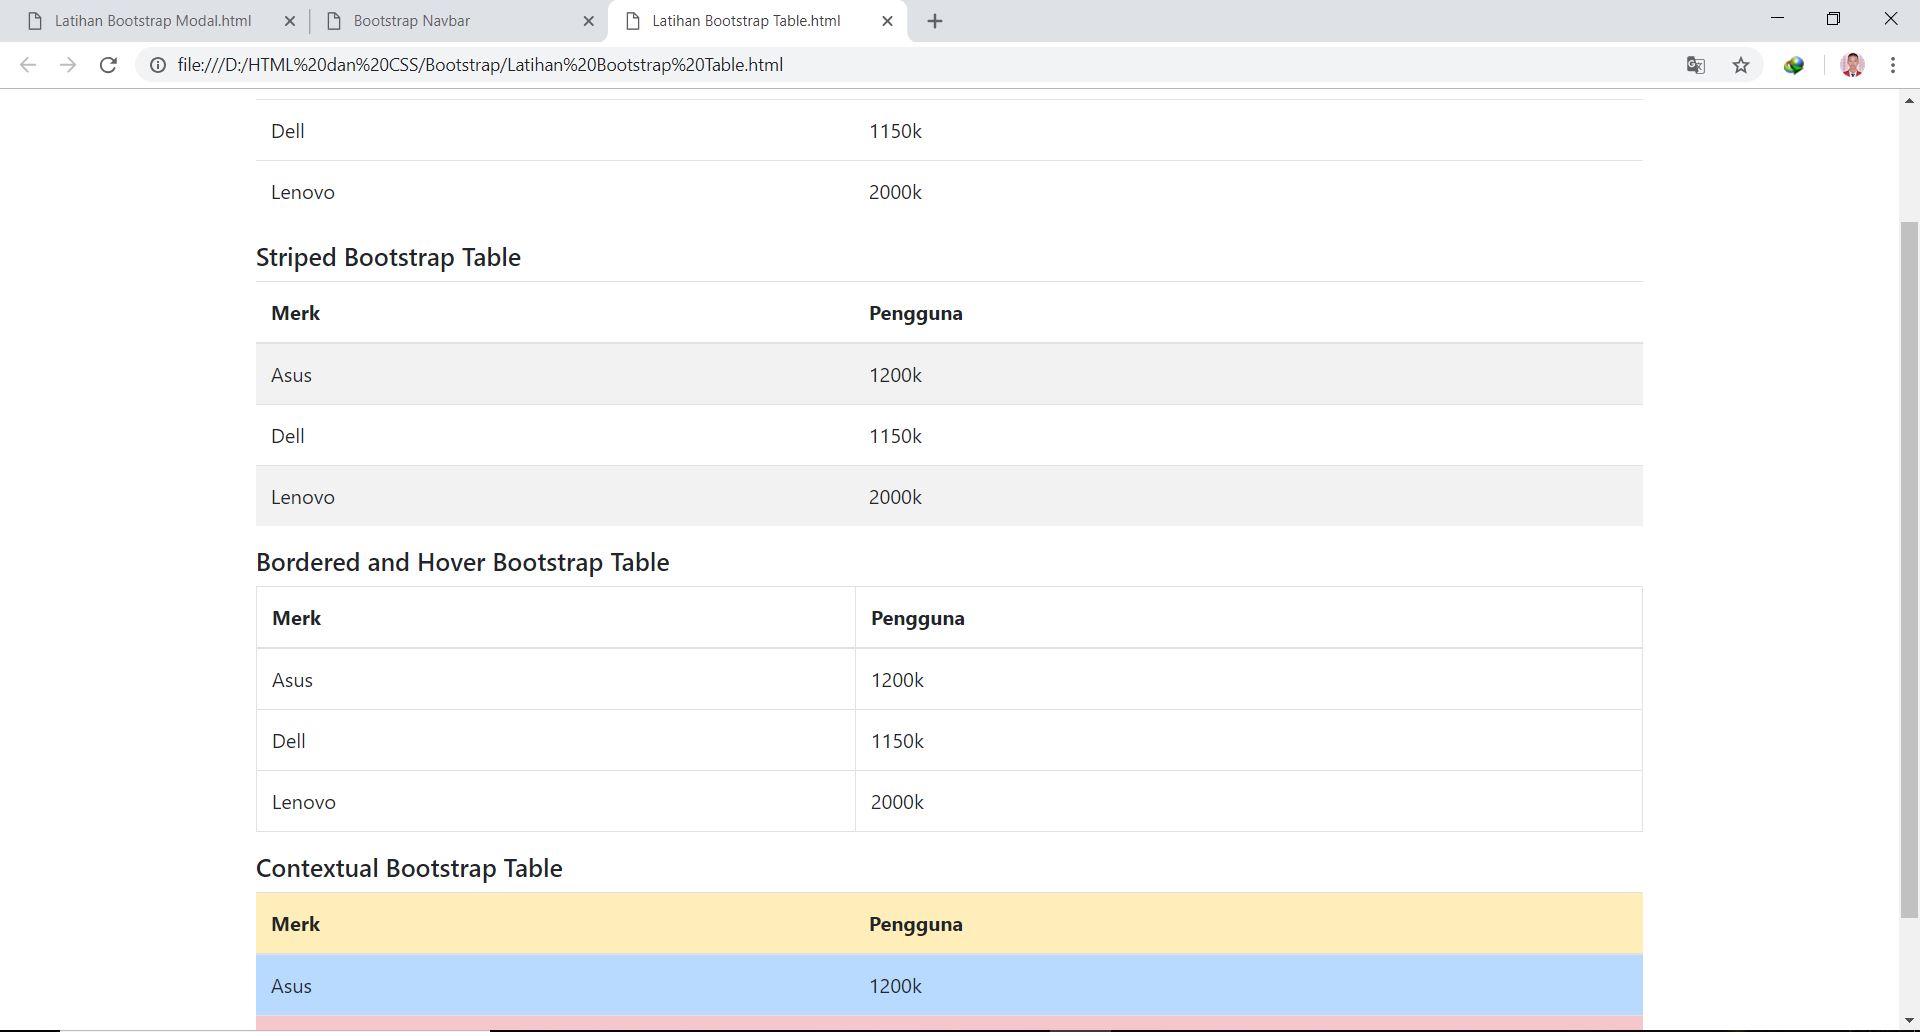 Latihan Bootstrap Modal.html
Bootstrap Navbar
Latihan Bootstrap Table.html
file:///D:/HTML%20dan%20CSS/Bootstrap/Latihan%20Bootstrap%20Table.html
Dell 1150k
Lenovo 2000k
Striped Bootstrap Table
Merk Pengguna
Asus 1200k
Dell 1150k
Lenovo 2000k
Bordered and Hover Bootstrap Table
Merk Pengguna
Asus 1200k
Dell 1150k
Lenovo 2000k
Contextual Bootstrap Table
Merk Pengguna
Asus 1200k